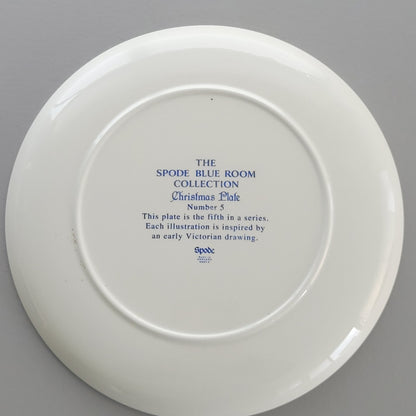 THE
SPODE BLUE ROOM
COLLECTION
Christmas Plate
Number 5
This plate is the fifth in a series.
Each illustration is inspired by
an early Victorian drawing.
Spode